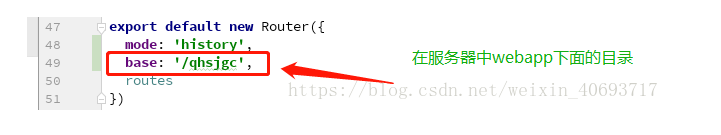 47 export default new Router({
48 mode: 'history',
49 base: '/qhsjgc', 在服务器中webapp下面的目录
50 routes
https://blog.csdn.net/weixin_40693717
51 })